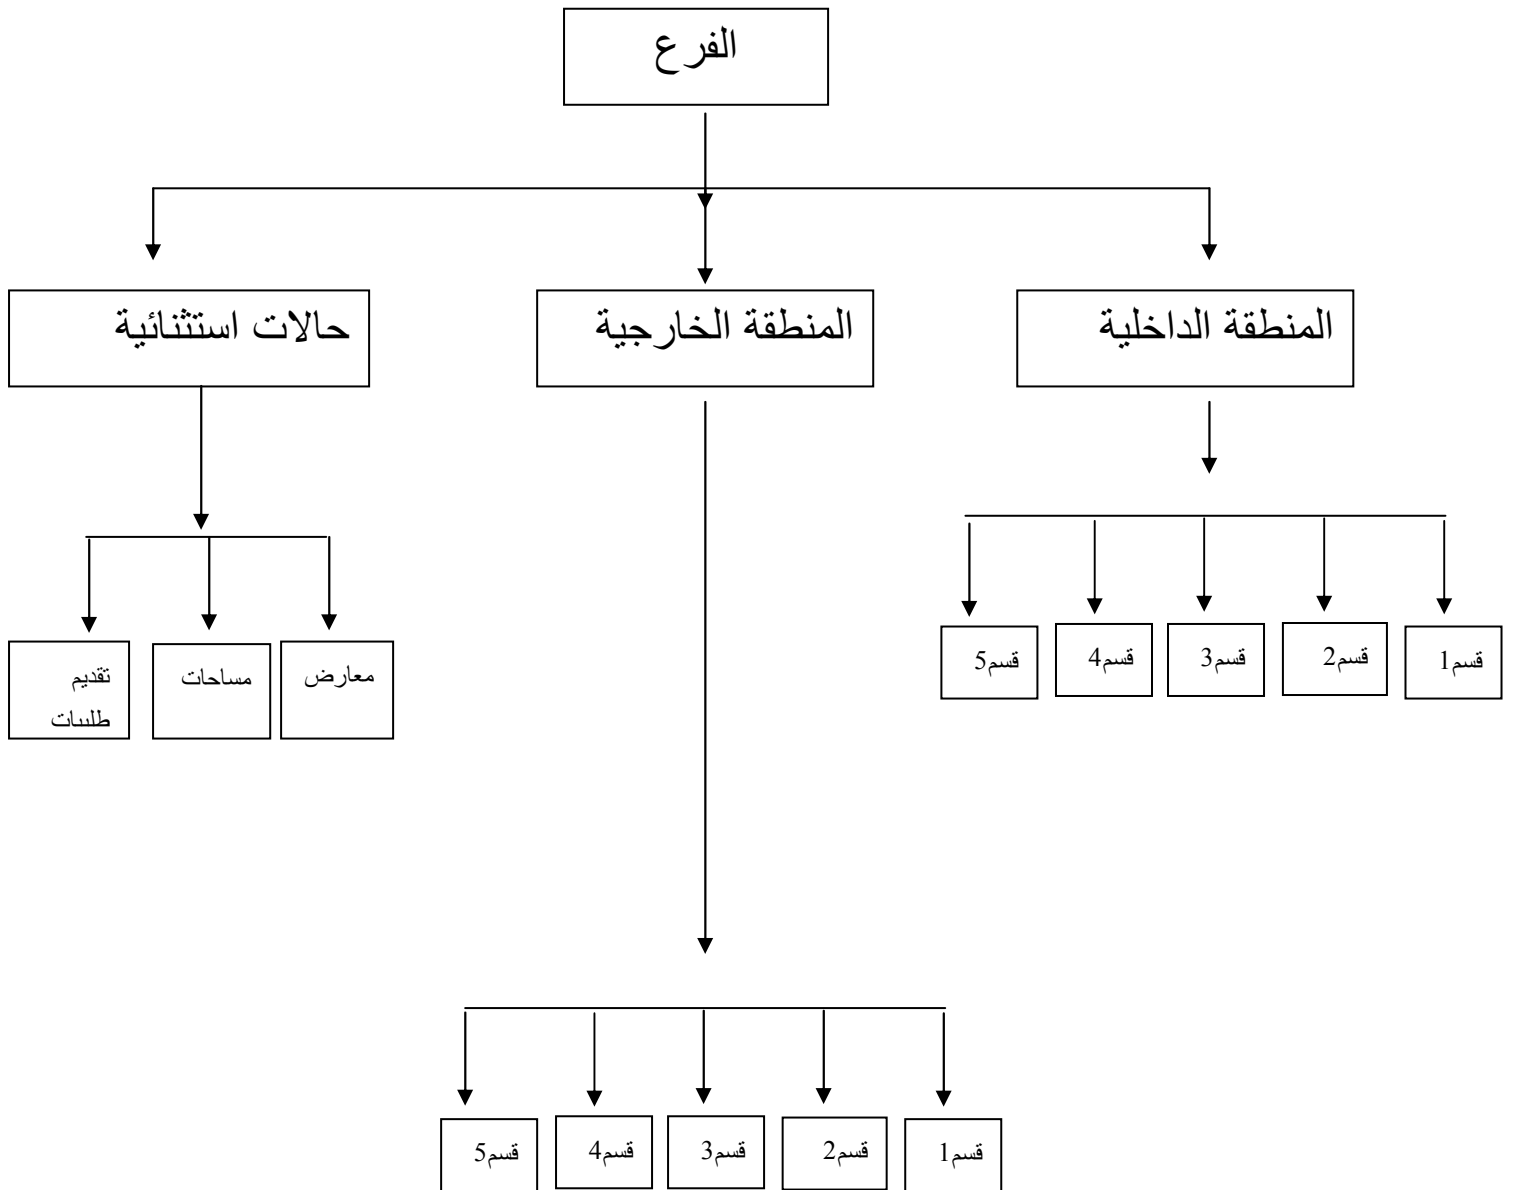 الفرع
المنطقة الداخلية
المنطقة الخارجية
حالات استثنائية
قسم1
قسم2
قسم3
قسم4
قسم5
معارض
مساحات
تقديم
طلبيات
قسم1
قسم2
قسم3
قسم4
قسم5